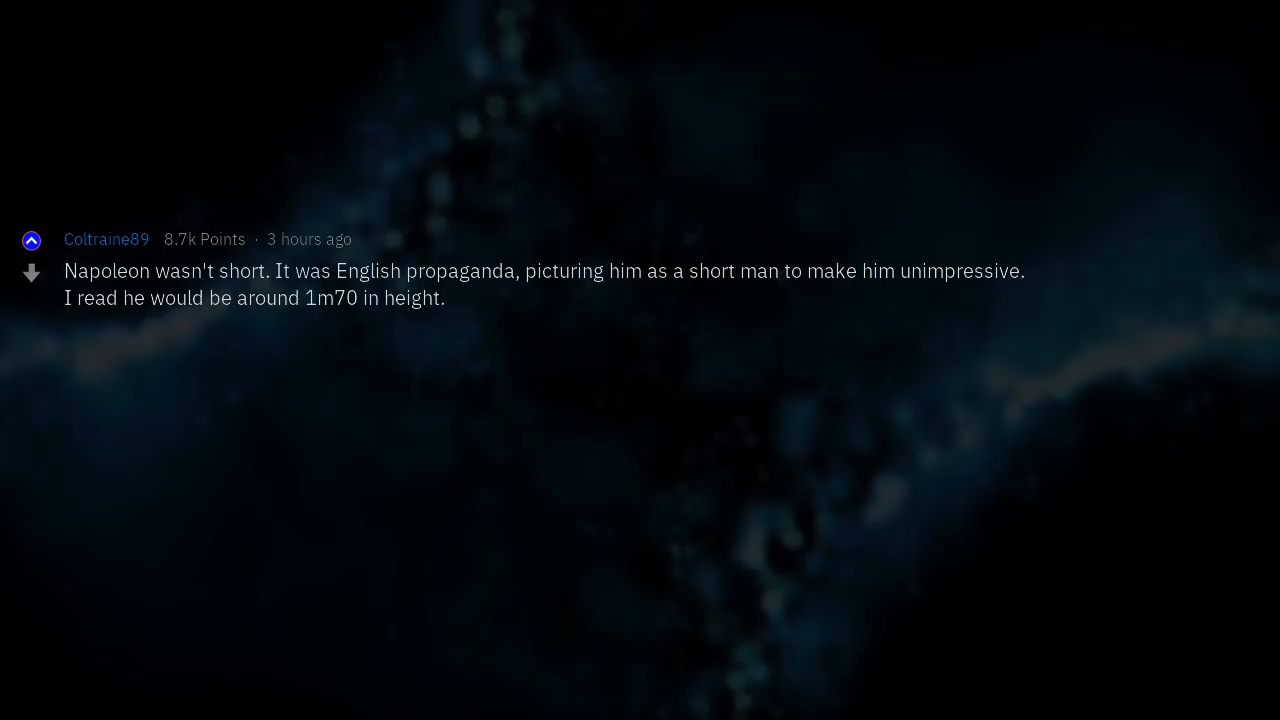 Coltraine89 8.7k Points · 3 hours ago
Napoleon wasn't short. It was English propaganda, picturing him as a short man to make him unimpressive.
I read he would be around 1m70 in height.